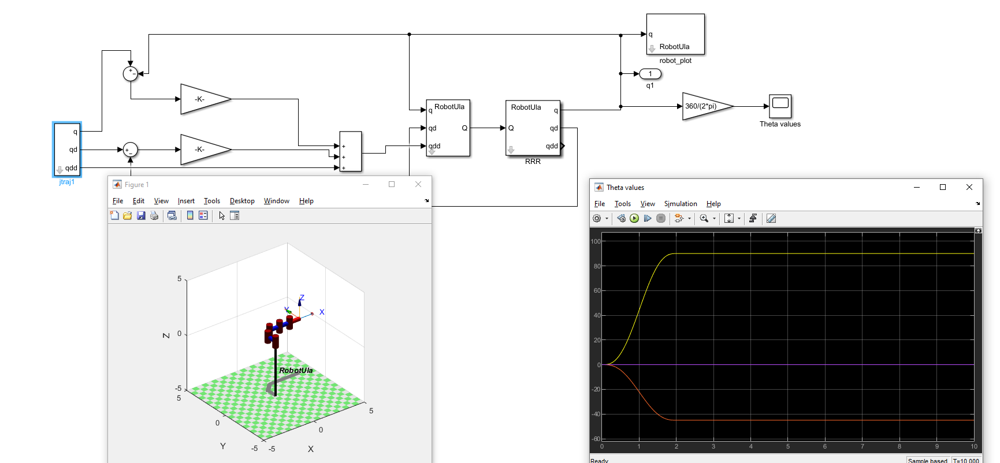 q
RobotUla
robot_plot
1
q1
-K-
RobotUla
q
qd
qdd
Q
RobotUla
Q
q
qd
qdd
RRR
360/(2*pi)
Theta values
q
qd
qdd
jtraj1
-K-
+
+
+
+
−
+
−
Figure 1
File Edit View Insert Tools Desktop Window Help
5
0
-5
Z
5
0
-5
Y
-5
0
5
X
Z
Y
X
RobotUla
Theta values
File Tools View Simulation Help
100
80
60
40
20
0
-20
-40
-60
0 1 2 3 4 5 6 7 8 9 10
Ready
Sample based T=10.000